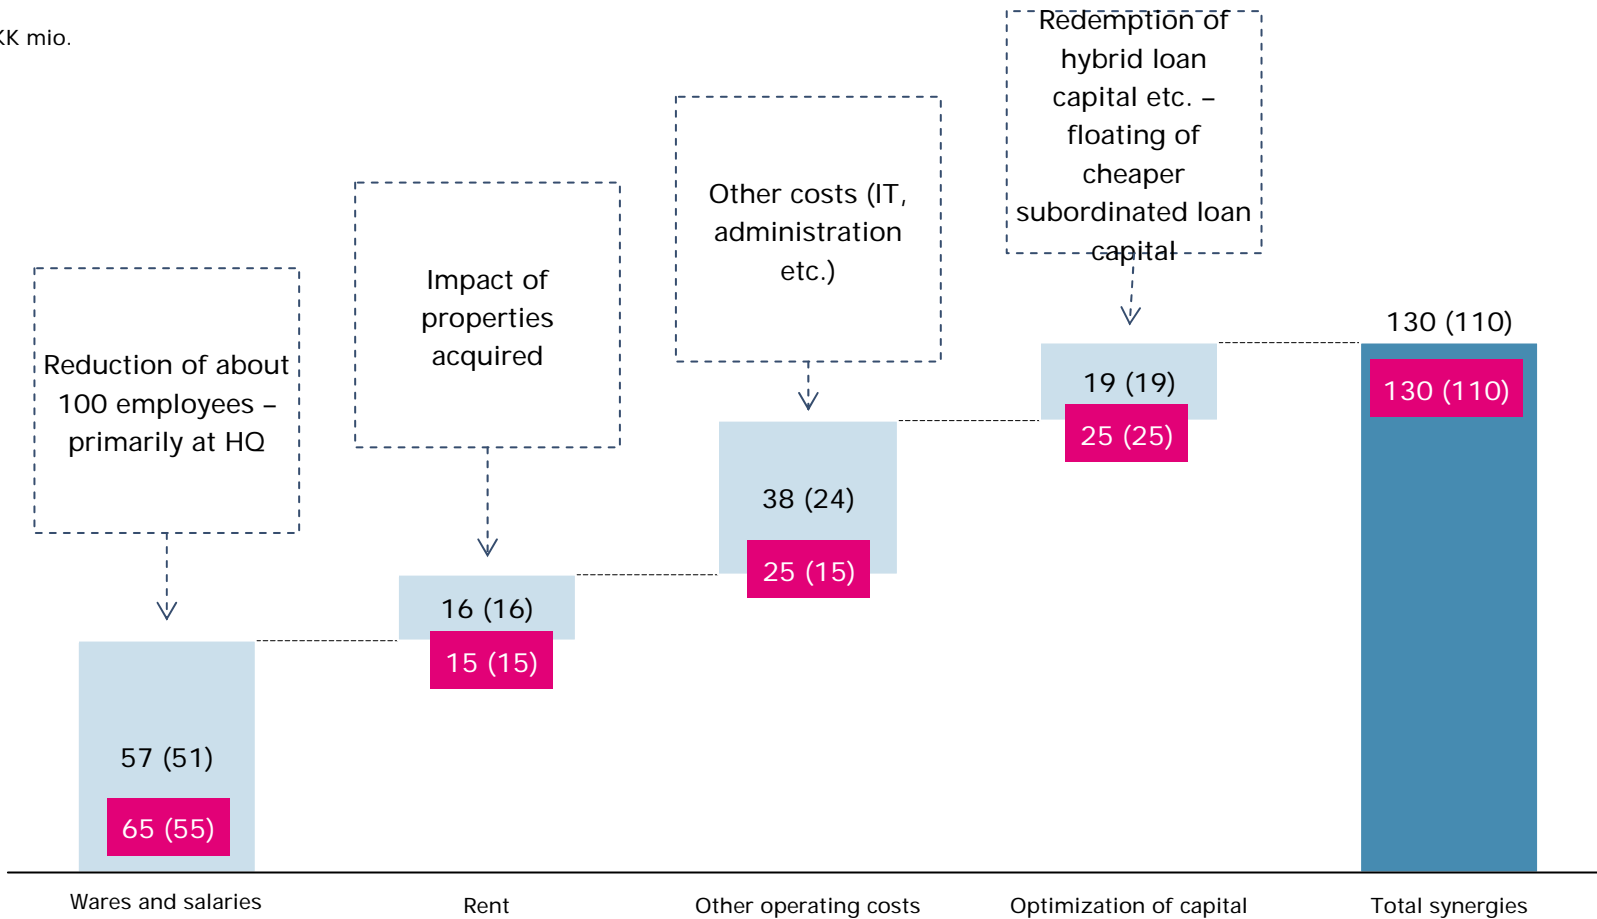 KK mio.
Redemption of
hybrid loan
capital etc. –
floating of
cheaper
subordinated loan
capital
Other costs (IT,
administration
etc.)
Impact of
properties
acquired
Reduction of about
100 employees –
primarily at HQ
130 (110)
130 (110)
19 (19)
25 (25)
38 (24)
25 (15)
16 (16)
15 (15)
57 (51)
65 (55)
Wares and salaries
Rent
Other operating costs
Optimization of capital
Total synergies